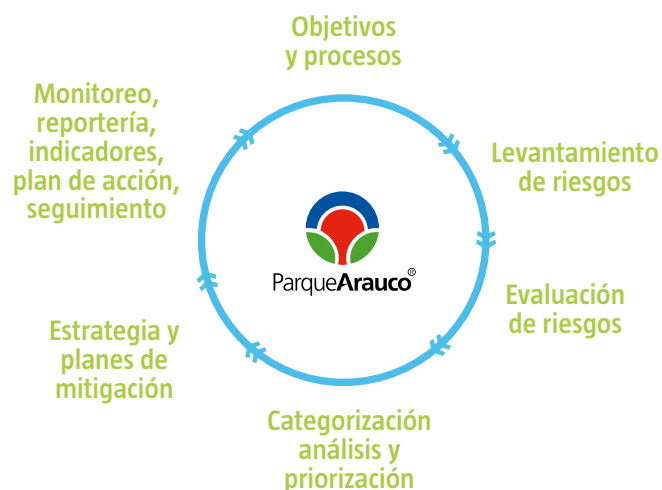 Objetivos
y procesos
Levantamiento
de riesgos
Evaluación
de riesgos
Categorización
análisis y
priorización
Estrategia y
planes de
mitigación
Monitoreo,
reportería,
indicadores,
plan de acción,
seguimiento
ParqueArauco®